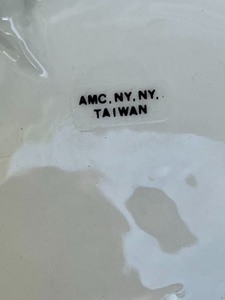 AMC, NY, NY.
TAIWAN